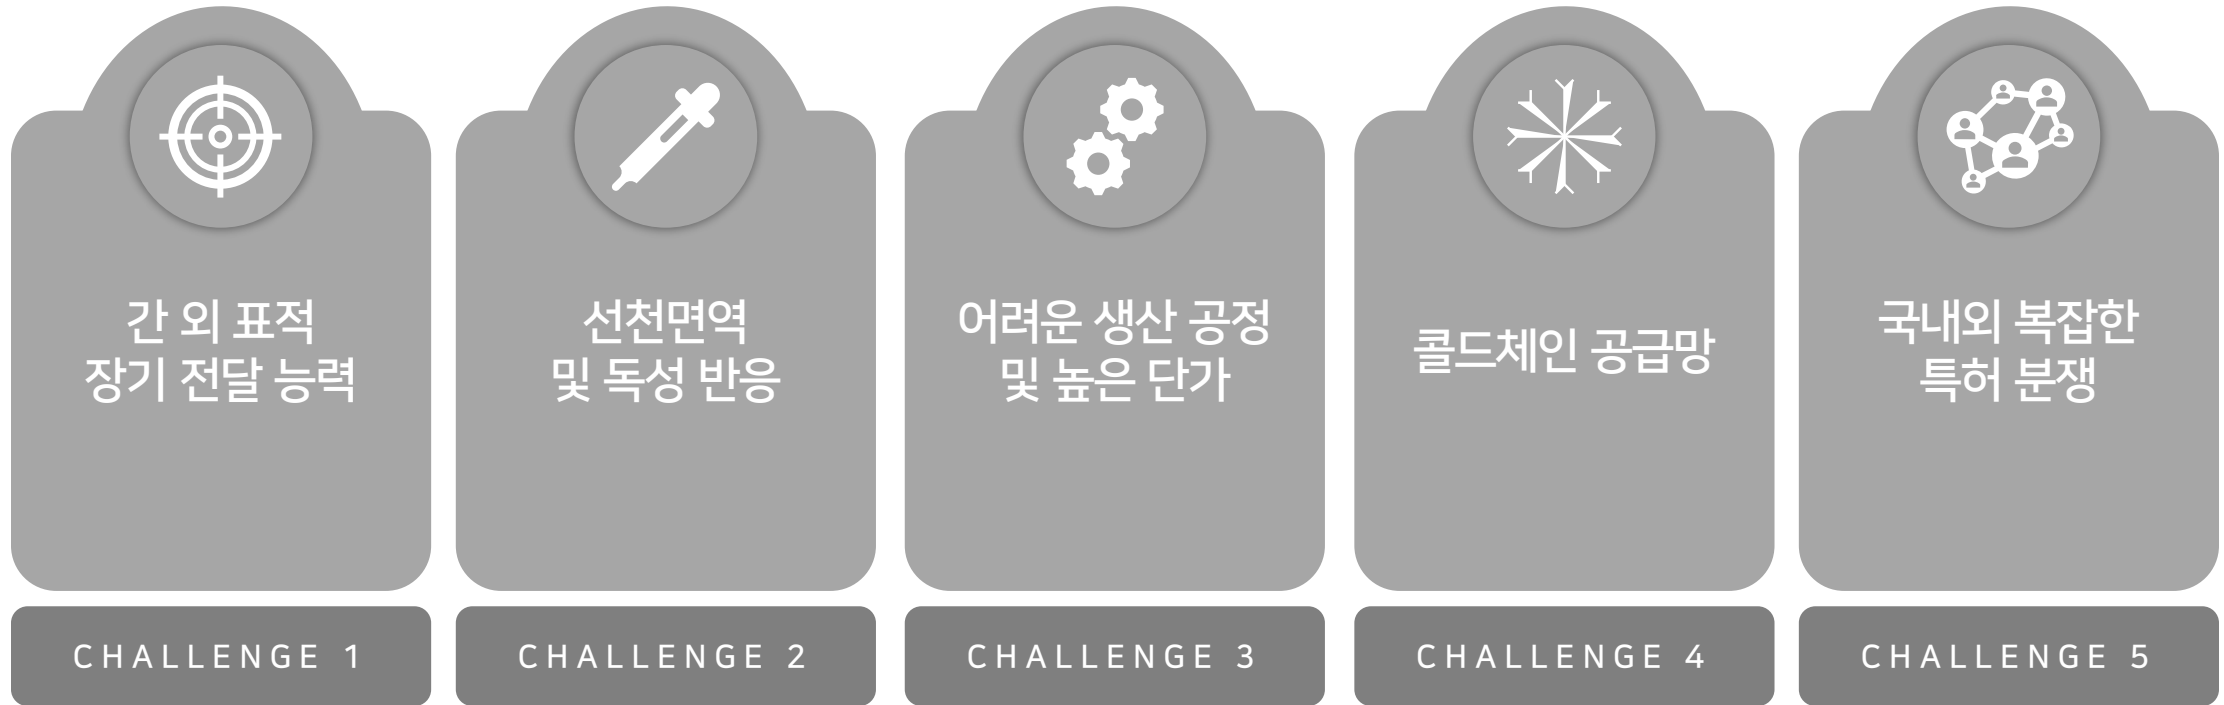 간 외 표적
장기 전달 능력
CHALLENGE 1
선천면역
및 독성 반응
CHALLENGE 2
어려운 생산 공정
및 높은 단가
CHALLENGE 3
콜드체인 공급망
CHALLENGE 4
국내외 복잡한
특허 분쟁
CHALLENGE 5